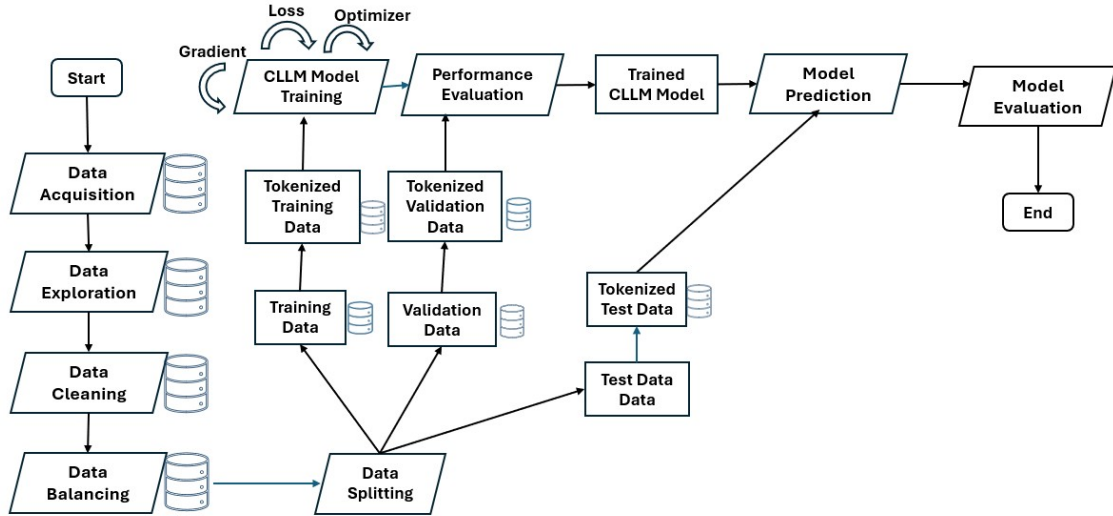 Start
Data
Acquisition
Data
Exploration
Data
Cleaning
Data
Balancing
Data
Splitting
Training
Data
Tokenized
Training
Data
Gradient
Loss
Optimizer
CLLM Model
Training
Validation
Data
Tokenized
Validation
Data
Performance
Evaluation
Trained
CLLM Model
Test Data
Data
Tokenized
Test Data
Model
Prediction
Model
Evaluation
End